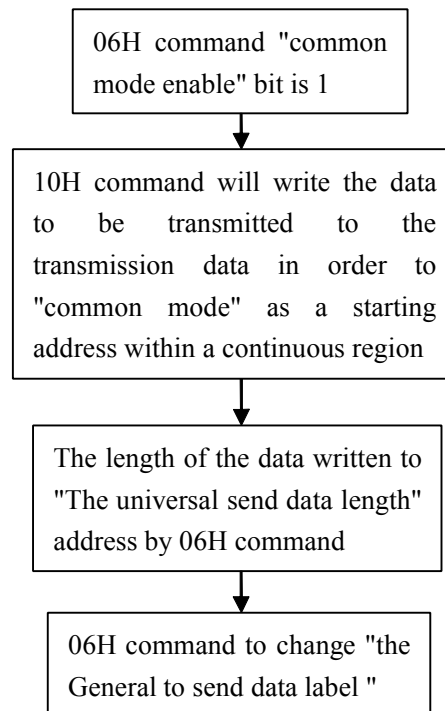 06H command "common
mode enable" bit is 1
10H command will write the data
to be transmitted to the
transmission data in order to
"common mode" as a starting
address within a continuous region
The length of the data written to
"The universal send data length"
address by 06H command
06H command to change "the
General to send data label "